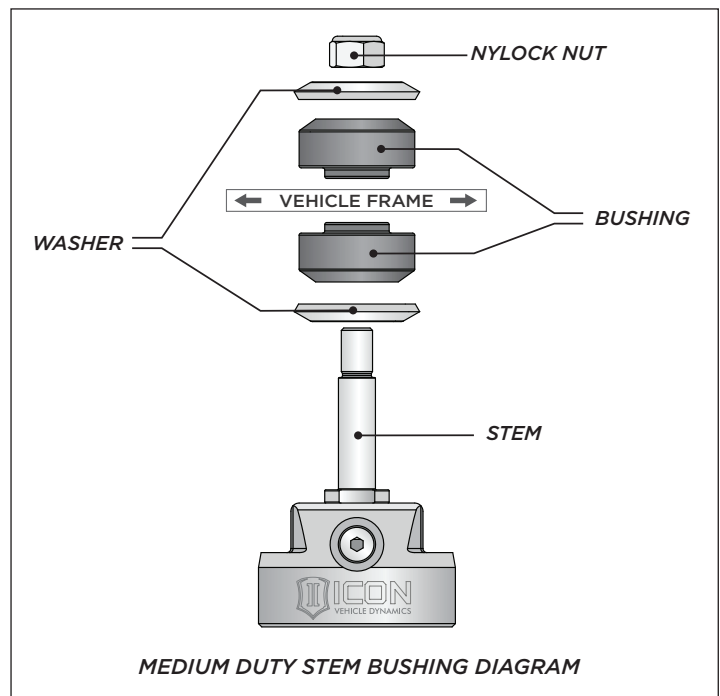 NYLOCK NUT
VEHICLE FRAME
WASHER
BUSHING
STEM
ICON
VEHICLE DYNAMICS
MEDIUM DUTY STEM BUSHING DIAGRAM